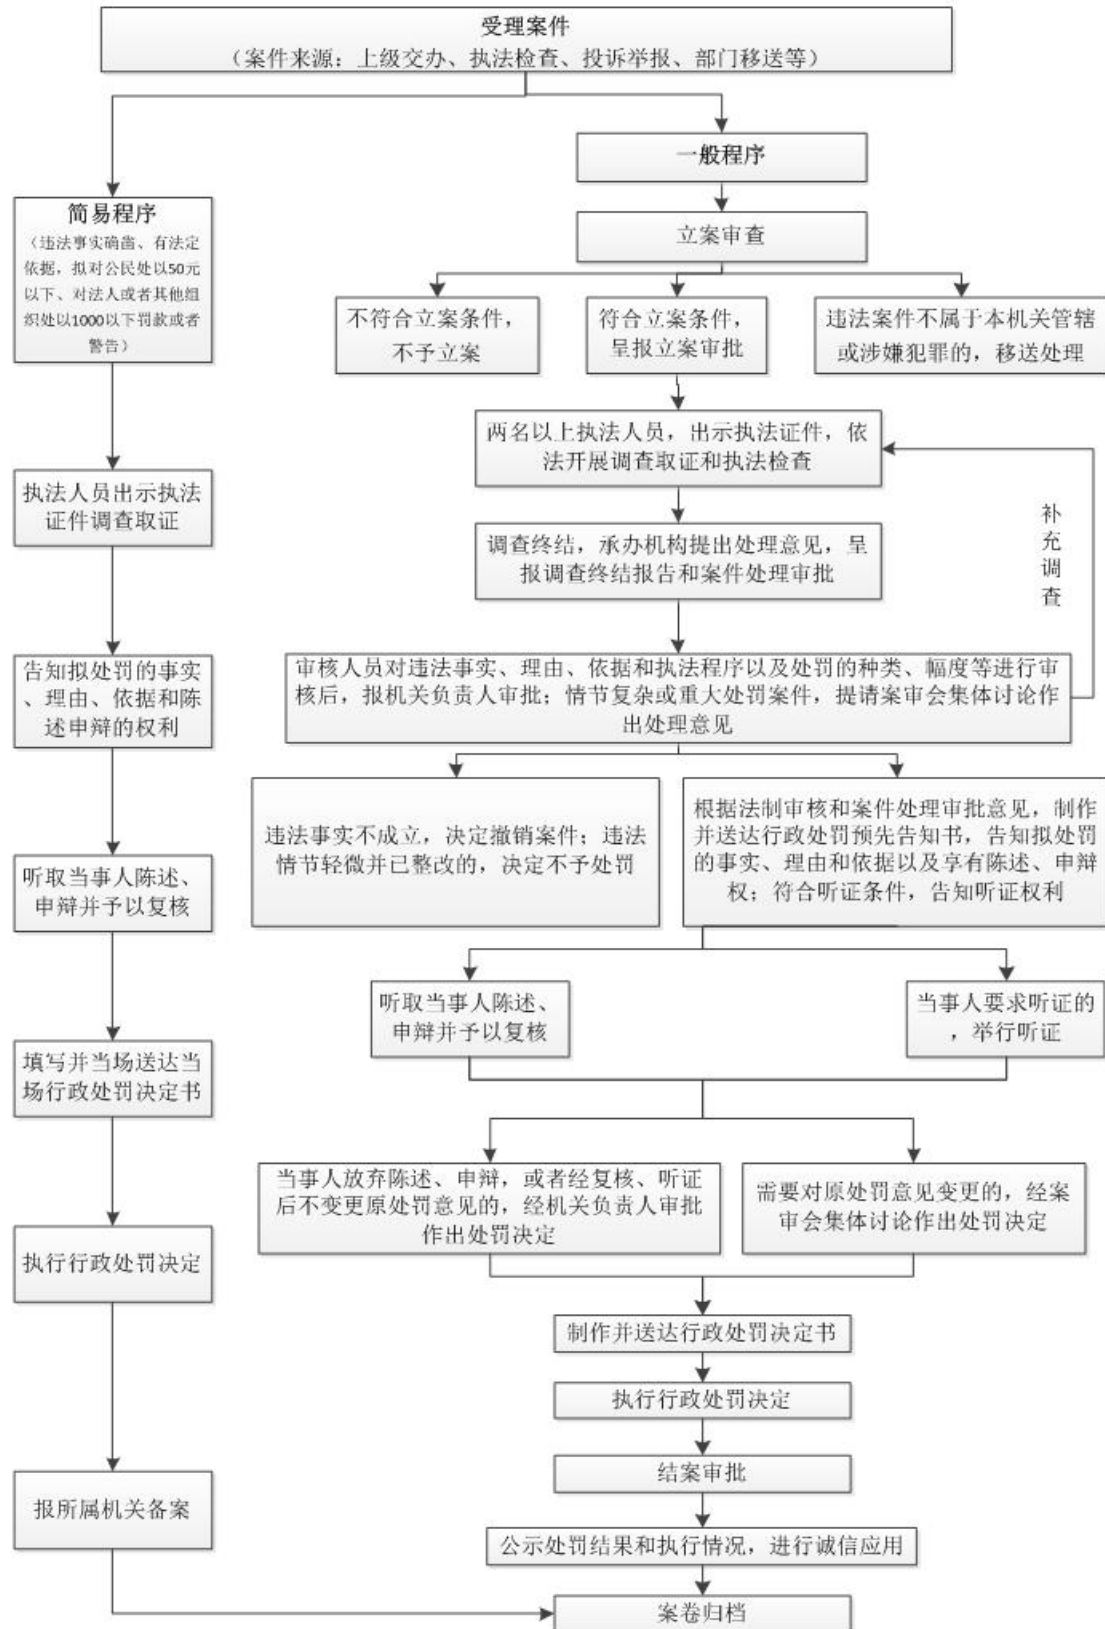 受理案件
（案件来源：上级交办、执法检查、投诉举报、部门移送等）
一般程序
立案审查
不符合立案条件，
不予立案
符合立案条件，
呈报立案审批
违法案件不属于本机关管辖
或涉嫌犯罪的，移送处理
两名以上执法人员，出示执法证件，依
法开展调查取证和执法检查
补
充
调
查
调查终结，承办机构提出处理意见，呈
报调查终结报告和案件处理审批
审核人员对违法事实、理由、依据和执法程序以及处罚的种类、幅度等进行审
核后，报机关负责人审批；情节复杂或重大处罚案件，提请案审会集体讨论作
出处理意见
违法事实不成立，决定撤销案件；违法
情节轻微并已整改的，决定不予处罚
根据法制审核和案件处理审批意见，制作
并送达行政处罚预先告知书，告知拟处罚
的事实、理由和依据以及享有陈述、申辩
权；符合听证条件，告知听证权利
听取当事人陈述、
申辩并予以复核
当事人要求听证的
，举行听证
当事人放弃陈述、申辩，或者经复核、听证
后不变更原处罚意见的，经机关负责人审批
作出处罚决定
需要对原处罚意见变更的，经案
审会集体讨论作出处罚决定
制作并送达行政处罚决定书
执行行政处罚决定
结案审批
公示处罚结果和执行情况，进行诚信应用
案卷归档
简易程序
（违法事实确凿、有法定
依据，拟对公民处以50元
以下、对法人或者其他组
织处以1000以下罚款或者
警告）
执法人员出示执法
证件调查取证
告知拟处罚的事实
、理由、依据和陈
述申辩的权利
听取当事人陈述、
申辩并予以复核
填写并当场送达当
场行政处罚决定书
执行行政处罚决定
报所属机关备案